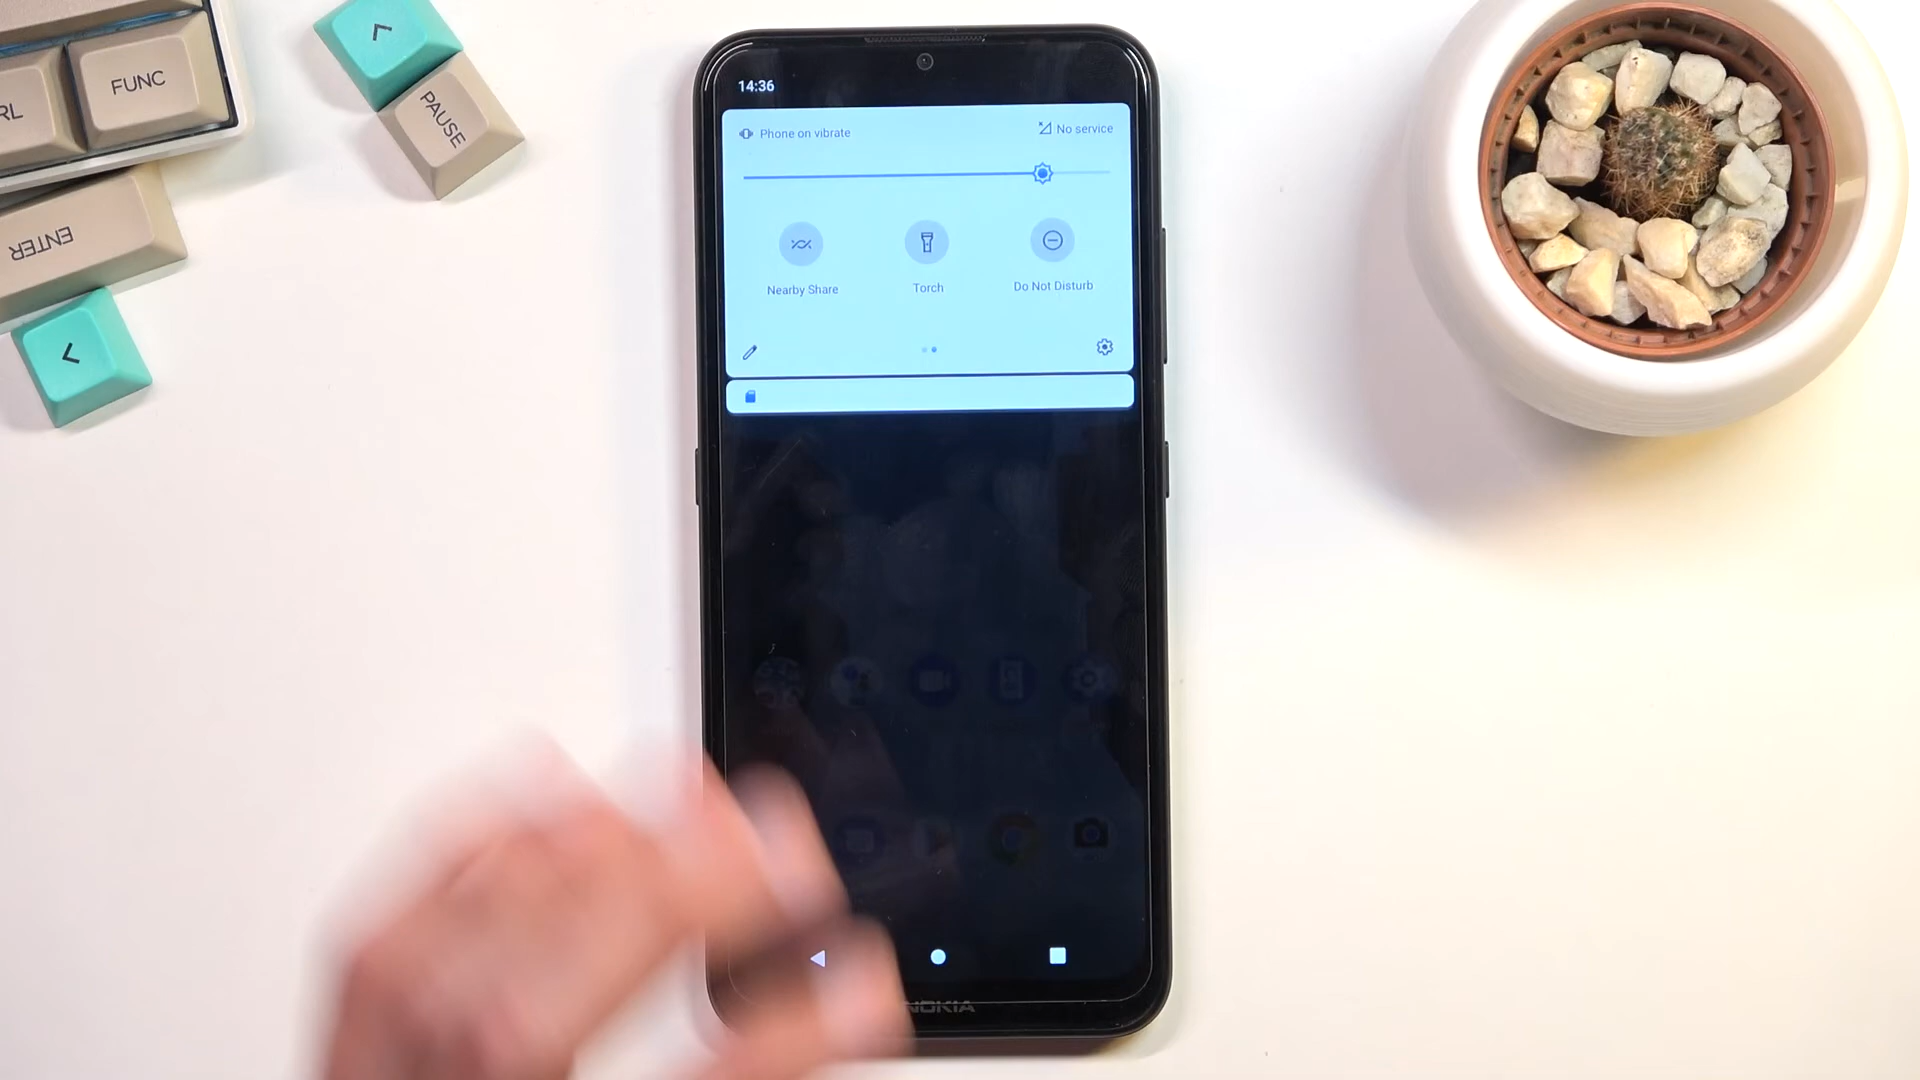 FUNC
RL
PAUSE
ENTER
14:36
Phone on vibrate
No service
Nearby Share
Torch
Do Not Disturb
NOKIA